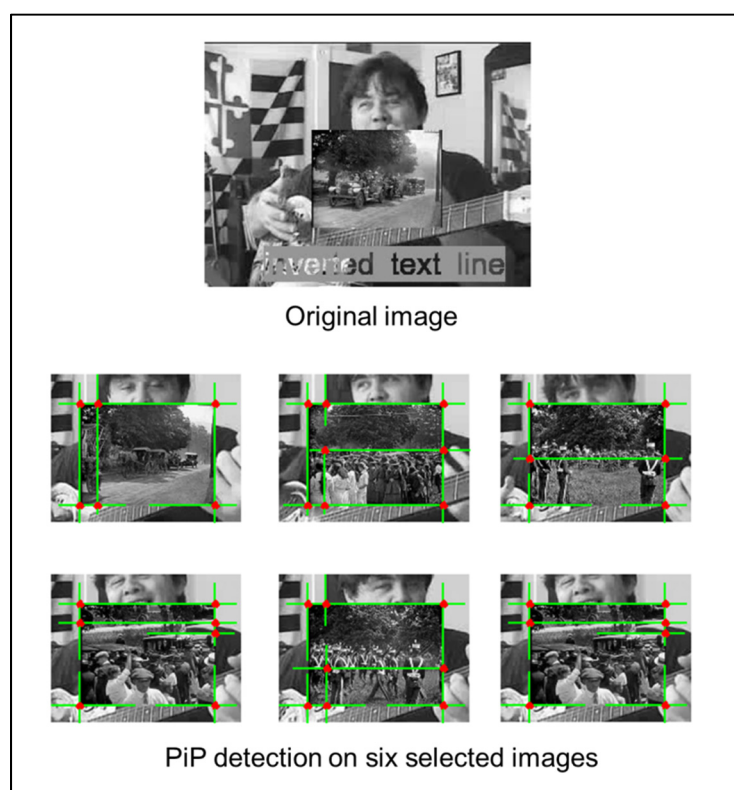 inverted text line
Original image
PiP detection on six selected images